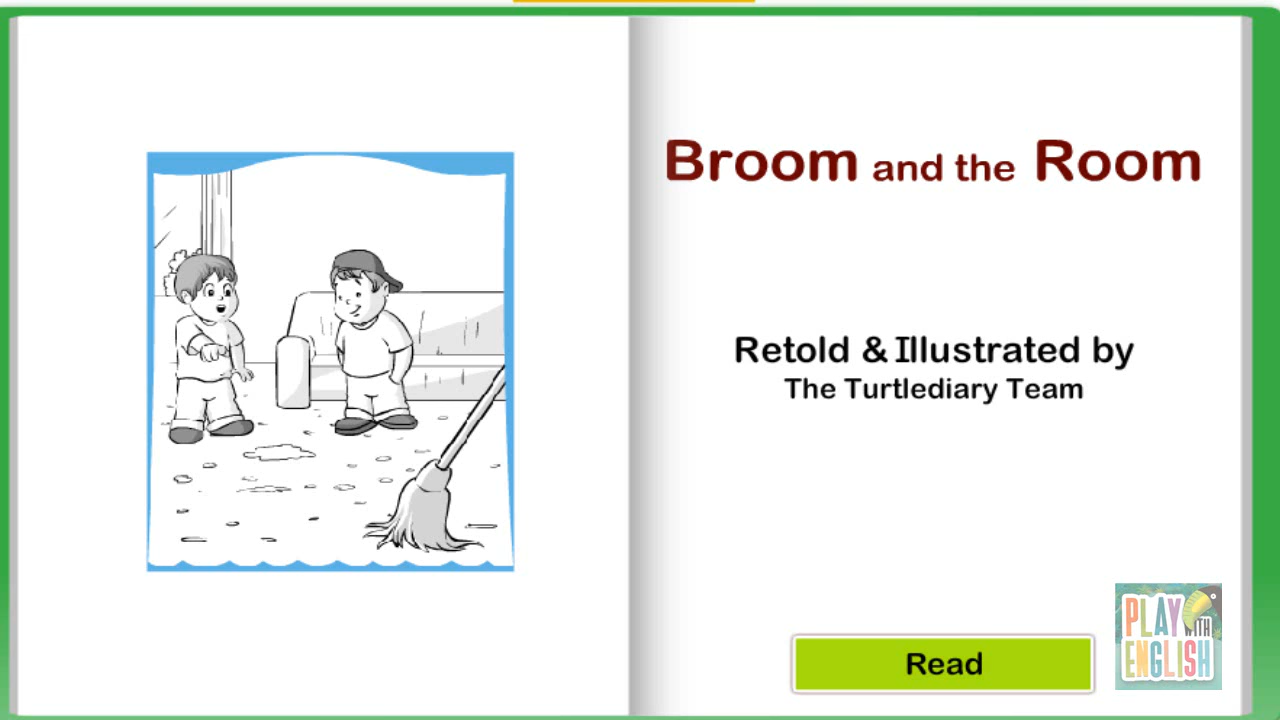 Broom and the Room
Retold & Illustrated by
The Turtlediary Team
Read
PLAY
WITH
ENGLISH